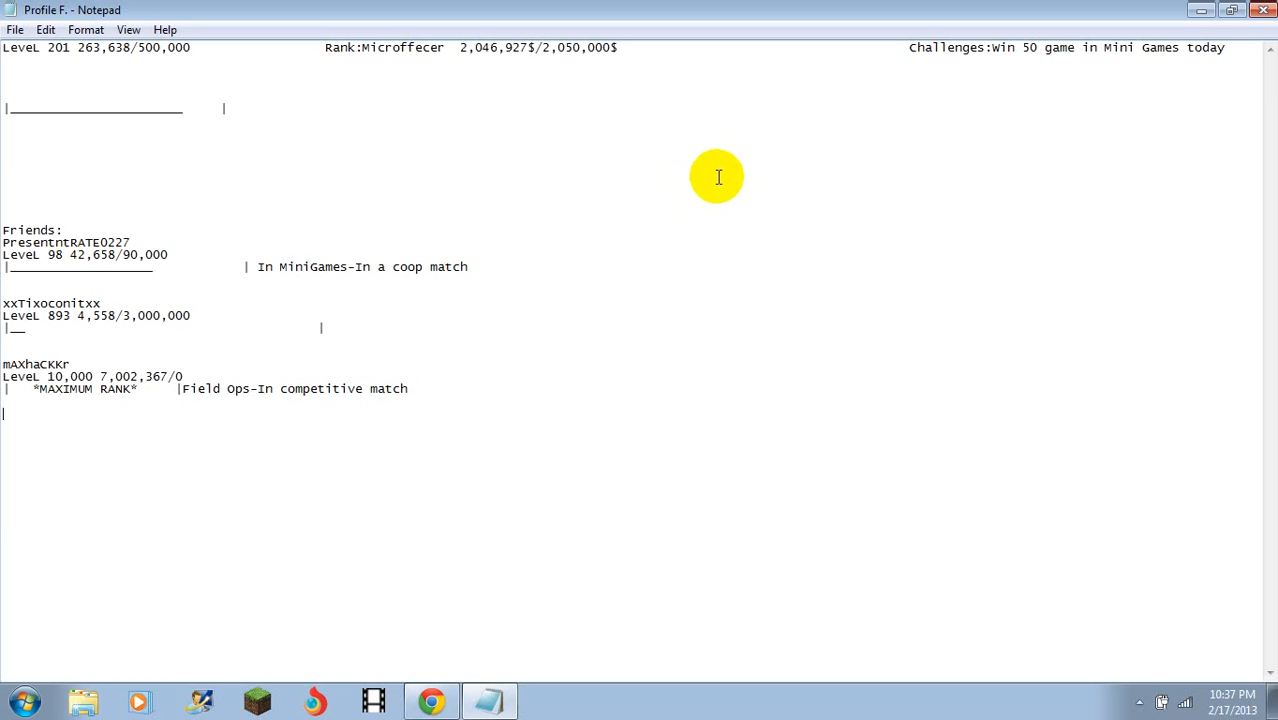 Profile F. - Notepad
File Edit Format View Help
LeveL 201 263,638/500,000 Rank:Microffecer 2,046,927$/2,050,000$ Challenges:Win 50 game in Mini Games today
|_______________________ |
Friends:
PresentntRATE0227
LeveL 98 42,658/90,000
|___________________ | In MiniGames-In a coop match
xxTixoconitxx
LeveL 893 4,558/3,000,000
|__ |
mAXhaCKKr
LeveL 10,000 7,002,367/0
| *MAXIMUM RANK* |Field Ops-In competitive match
10:37 PM
2/17/2013